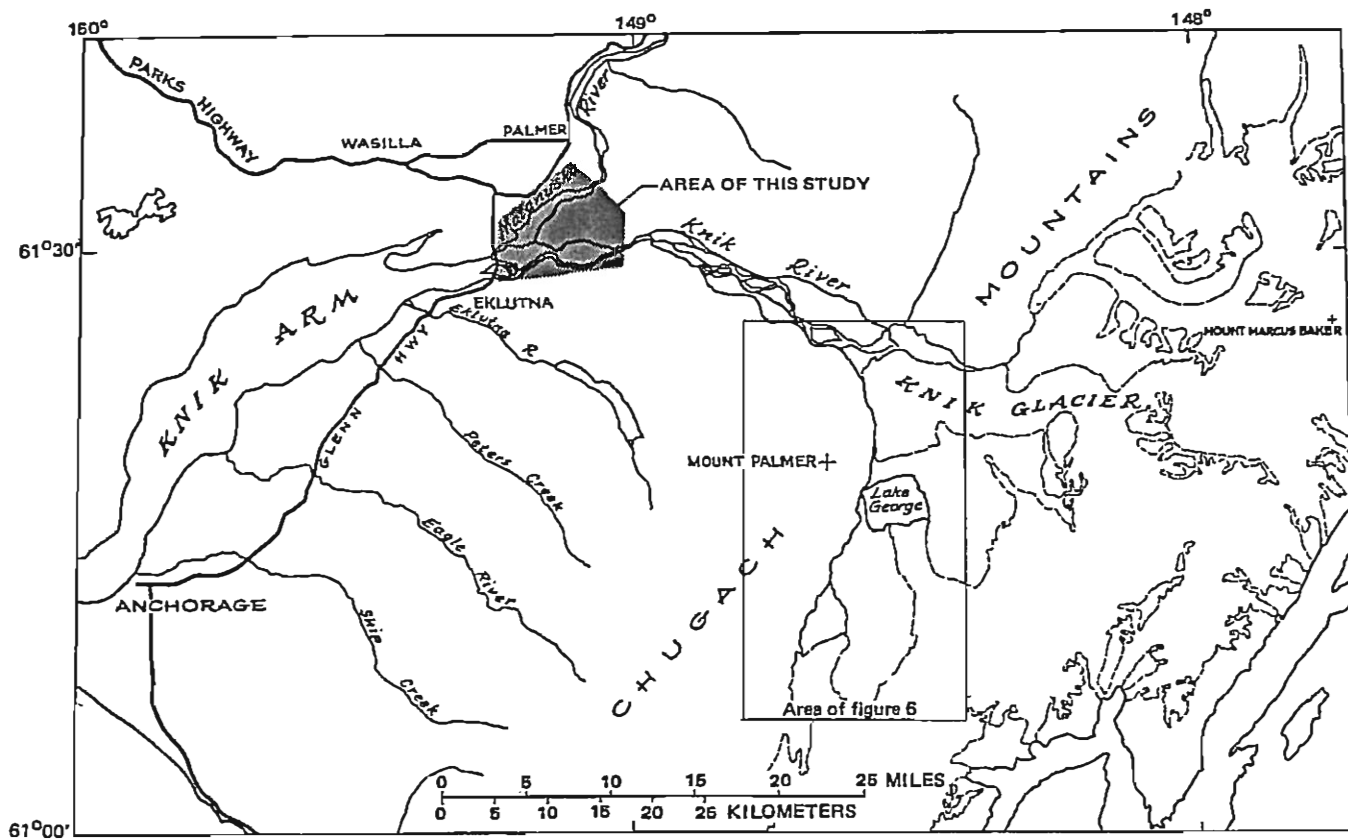 150° 149° 148°
PARKS HIGHWAY
WASILLA
PALMER
River
Matanuska
AREA OF THIS STUDY
61°30'
Knik River
MOUNTAINS
MOUNT MARCUS BAKER
KNIK ARM
EKLUTNA
Eklutna R
GLENN HWY
KNIK GLACIER
Peters Creek
MOUNT PALMER
Lake
George
Eagle River
ANCHORAGE
Ship Creek
CHUGACH
Area of figure 6
0 5 10 15 20 25 MILES
0 5 10 15 20 25 KILOMETERS
61°00'